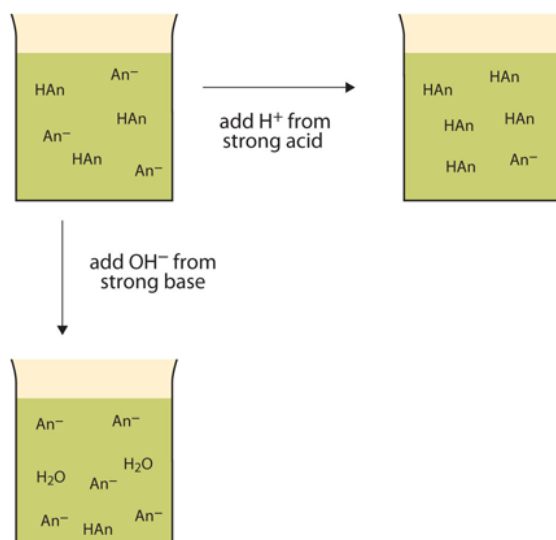 HAn
An⁻
HAn
An⁻
HAn
An⁻
add H⁺ from
strong acid
HAn
HAn
HAn
HAn
HAn
An⁻
add OH⁻ from
strong base
An⁻
An⁻
H₂O
H₂O
An⁻
An⁻
HAn
An⁻